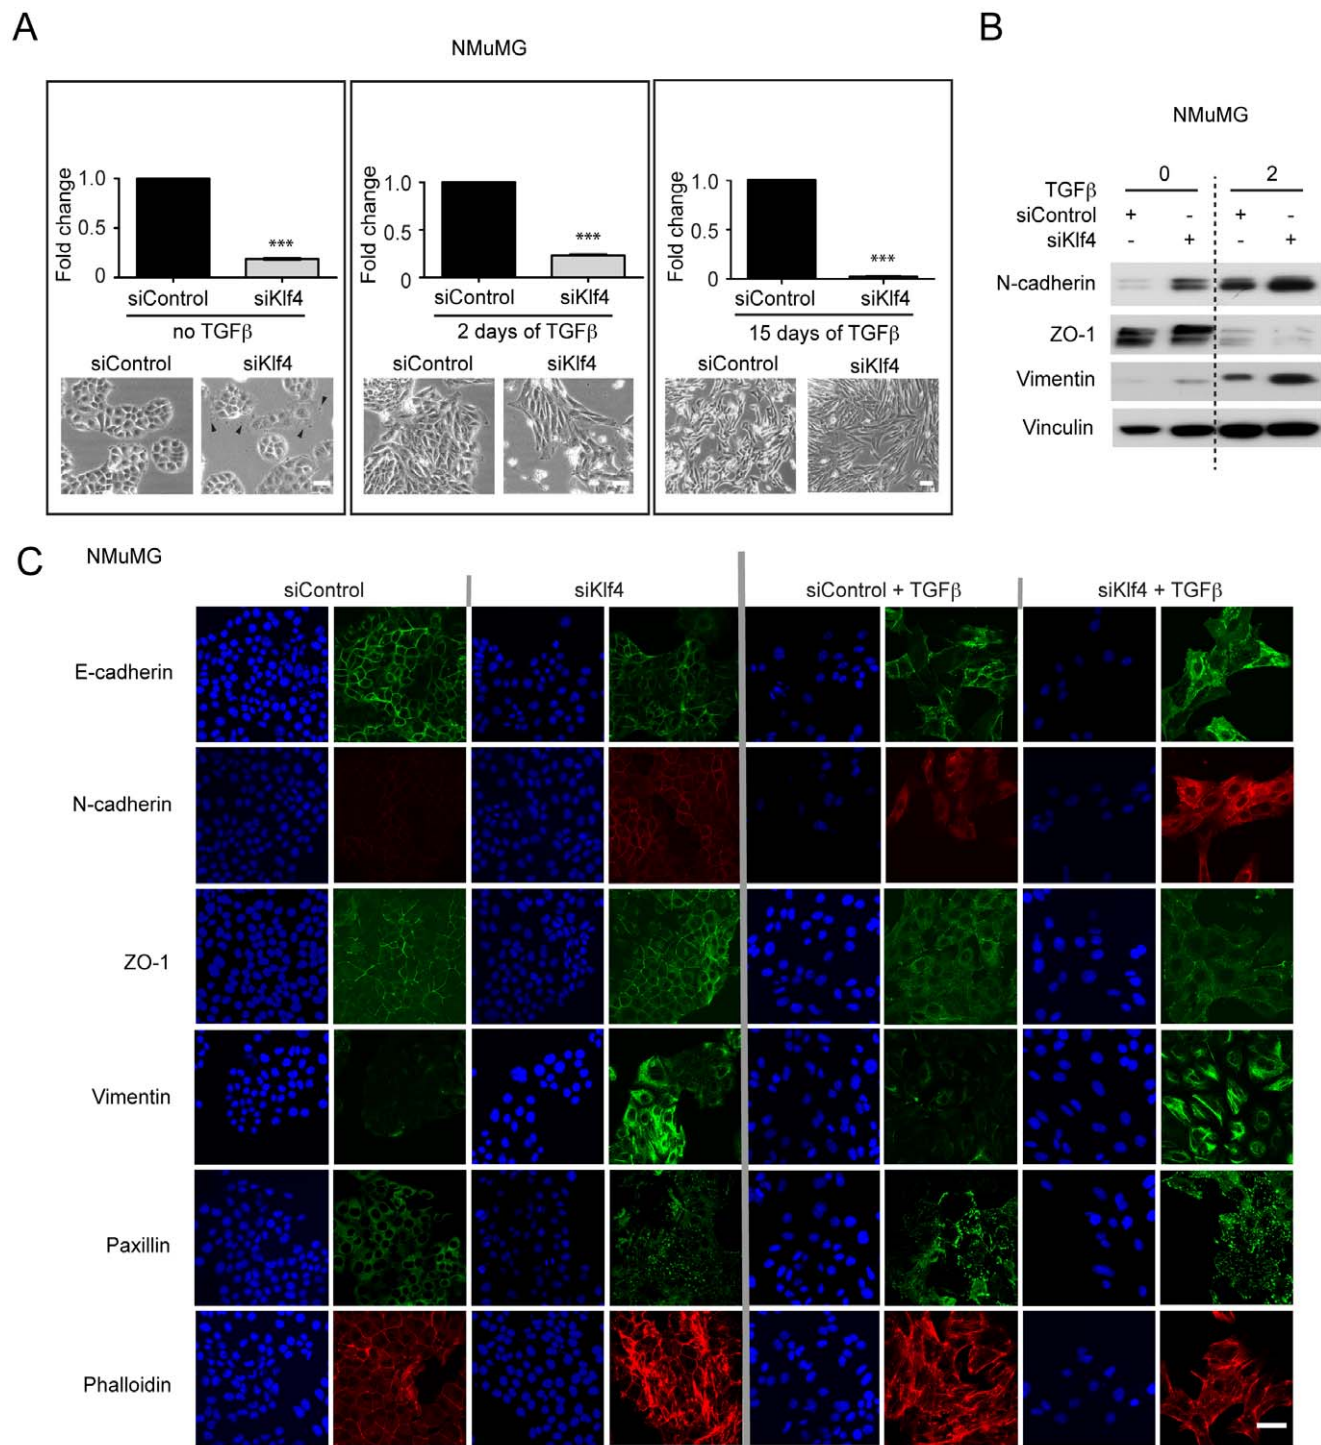 A
NMuMG
Fold change
1.0
0.5
0
***
siControl siKlf4
no TGFβ
siControl siKlf4
Fold change
1.0
0.5
0
***
siControl siKlf4
2 days of TGFβ
siControl siKlf4
Fold change
1.0
0.5
0
***
siControl siKlf4
15 days of TGFβ
siControl siKlf4
B
NMuMG
TGFβ 0 2
siControl + - + -
siKlf4 - + - +
N-cadherin
ZO-1
Vimentin
Vinculin
C
NMuMG
siControl siKlf4 siControl + TGFβ siKlf4 + TGFβ
E-cadherin
N-cadherin
ZO-1
Vimentin
Paxillin
Phalloidin